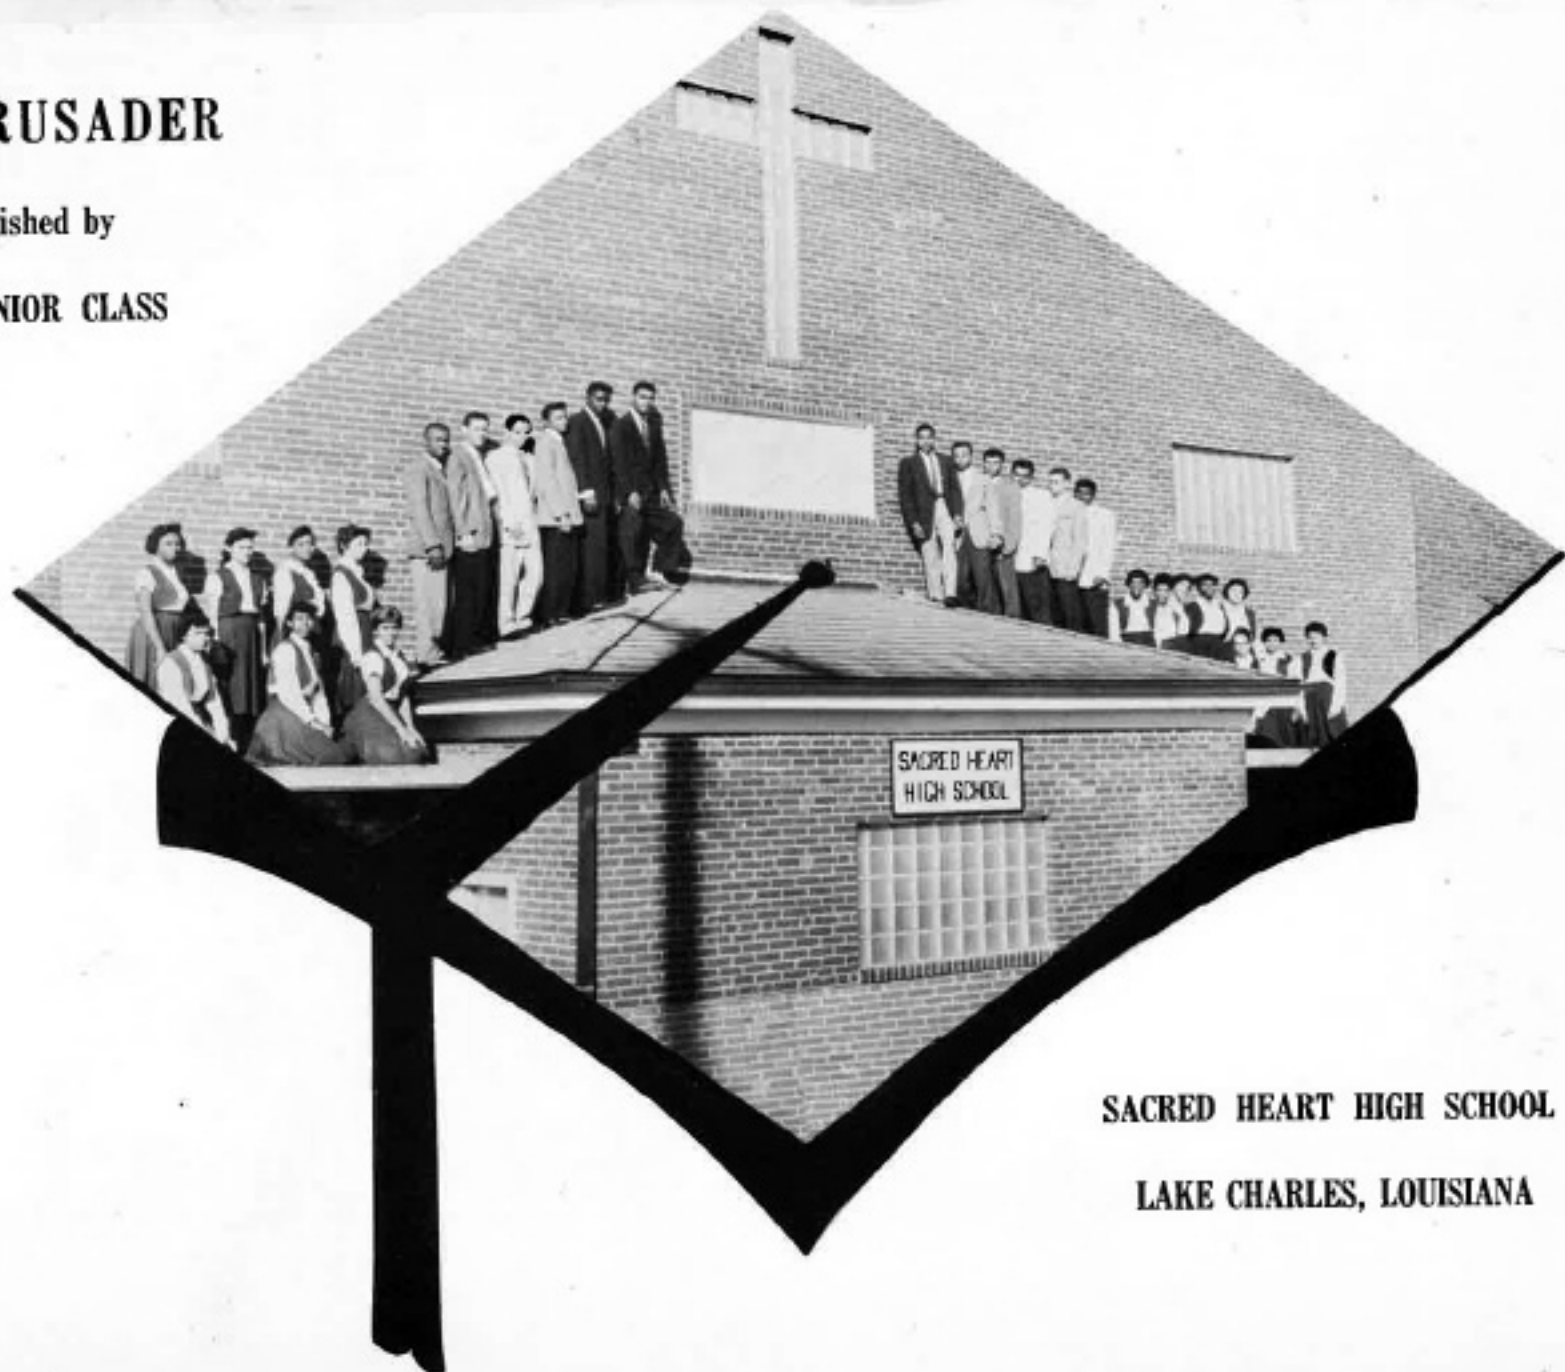 RUSADER
ished by
NIOR CLASS
SACRED HEART
HIGH SCHOOL
SACRED HEART HIGH SCHOOL
LAKE CHARLES, LOUISIANA